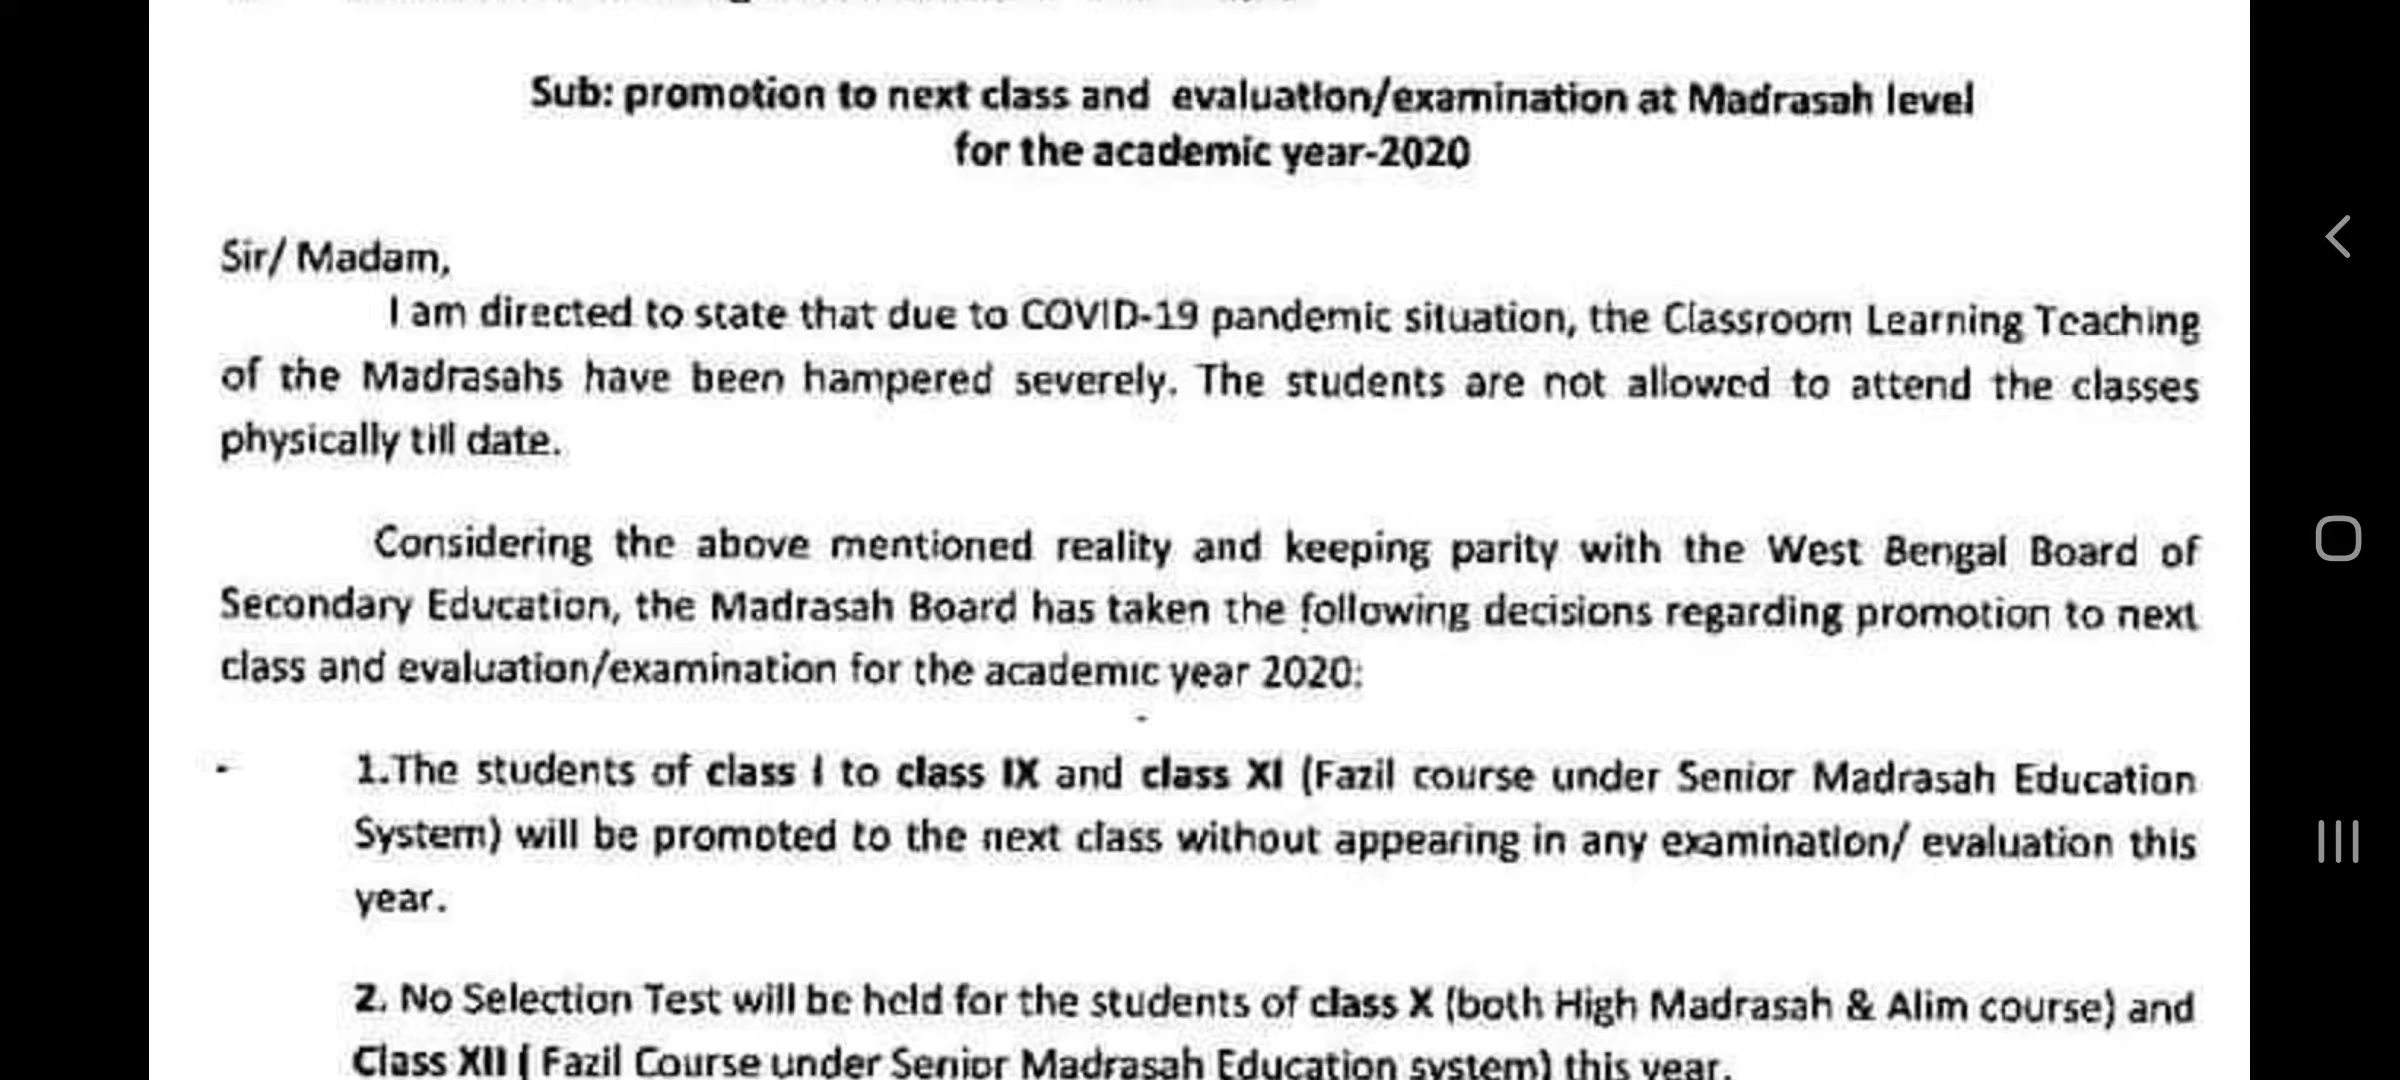 Sub: promotion to next class and evaluation/examination at Madrasah level
for the academic year-2020
Sir/ Madam,
I am directed to state that due to COVID-19 pandemic situation, the Classroom Learning Teaching
of the Madrasahs have been hampered severely. The students are not allowed to attend the classes
physically till date.
Considering the above mentioned reality and keeping parity with the West Bengal Board of
Secondary Education, the Madrasah Board has taken the following decisions regarding promotion to next
class and evaluation/examination for the academic year 2020:
1.The students of class I to class IX and class XI (Fazil course under Senior Madrasah Education
System) will be promoted to the next class without appearing in any examination/ evaluation this
year.
2. No Selection Test will be held for the students of class X (both High Madrasah & Alim course) and
Class XII ( Fazil Course under Senior Madrasah Education system) this year.